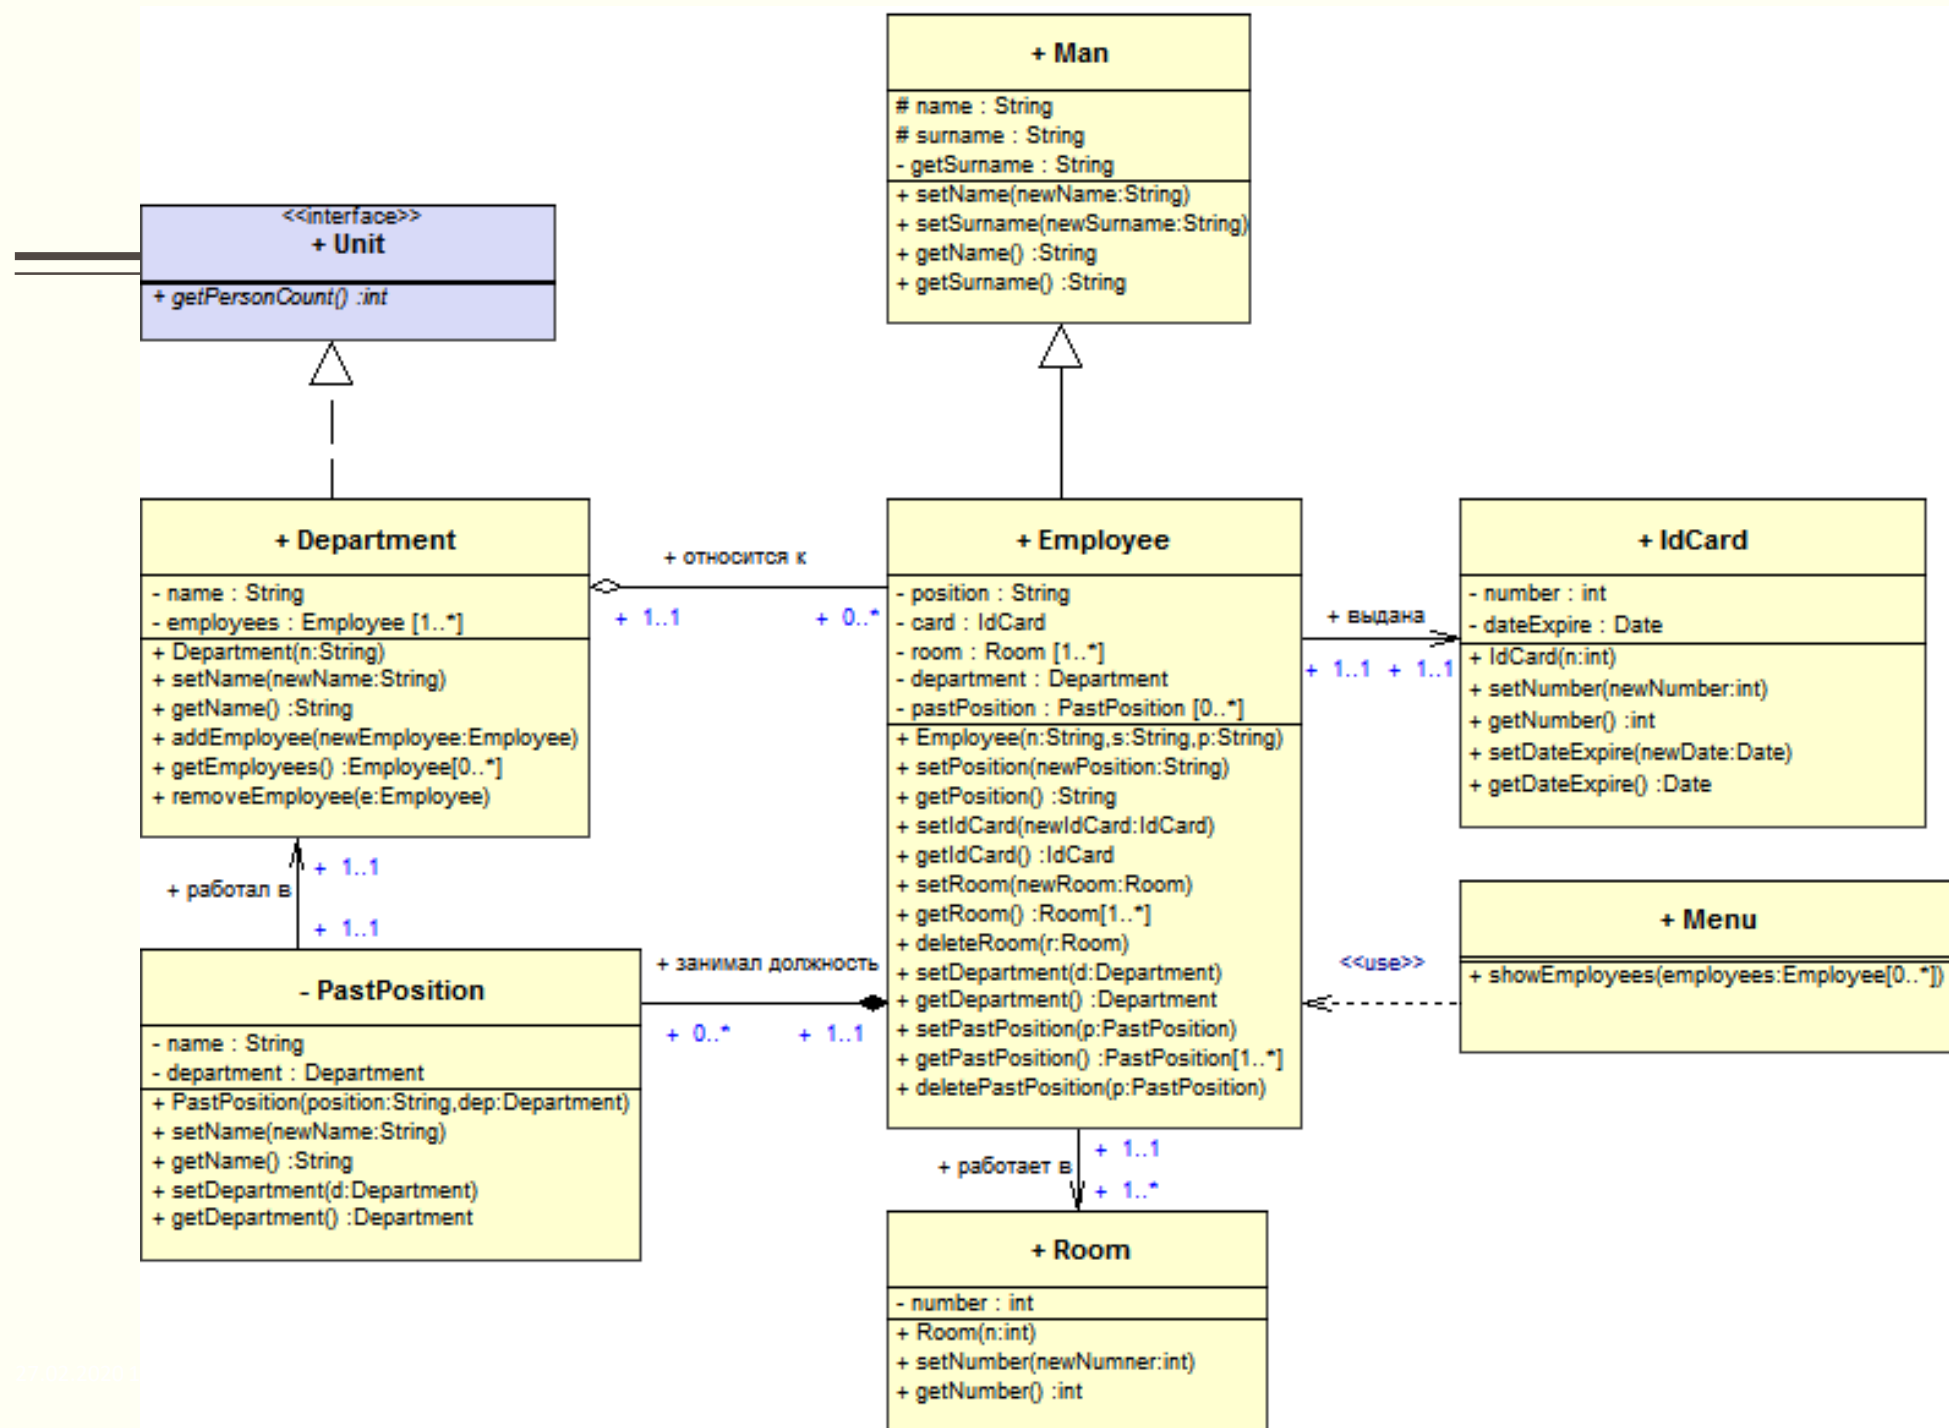 + Man
# name : String
# surname : String
- getSurname : String
+ setName(newName:String)
+ setSurname(newSurname:String)
+ getName() :String
+ getSurname() :String
<<interface>>
+ Unit
+ getPersonCount() :int
+ Department
- name : String
- employees : Employee [1..*]
+ Department(n:String)
+ setName(newName:String)
+ getName() :String
+ addEmployee(newEmployee:Employee)
+ getEmployees() :Employee[0..*]
+ removeEmployee(e:Employee)
+ относится к
+ 1..1
+ 0..*
+ Employee
- position : String
- card : IdCard
- room : Room [1..*]
- department : Department
- pastPosition : PastPosition [0..*]
+ Employee(n:String,s:String,p:String)
+ setPosition(newPosition:String)
+ getPosition() :String
+ setIdCard(newIdCard:IdCard)
+ getIdCard() :IdCard
+ setRoom(newRoom:Room)
+ getRoom() :Room[1..*]
+ deleteRoom(r:Room)
+ setDepartment(d:Department)
+ getDepartment() :Department
+ setPastPosition(p:PastPosition)
+ getPastPosition() :PastPosition[1..*]
+ deletePastPosition(p:PastPosition)
+ выдана
+ 1..1 + 1..1
+ IdCard
- number : int
- dateExpire : Date
+ IdCard(n:int)
+ setNumber(newNumber:int)
+ getNumber() :int
+ setDateExpire(newDate:Date)
+ getDateExpire() :Date
+ работал в
+ 1..1
+ 1..1
+ Menu
+ showEmployees(employees:Employee[0..*])
<<use>>
- PastPosition
- name : String
- department : Department
+ PastPosition(position:String,dep:Department)
+ setName(newName:String)
+ getName() :String
+ setDepartment(d:Department)
+ getDepartment() :Department
+ занимал должность
+ 0..*
+ 1..1
+ работает в
+ 1..1
+ 1..*
+ Room
- number : int
+ Room(n:int)
+ setNumber(newNumner:int)
+ getNumber() :int